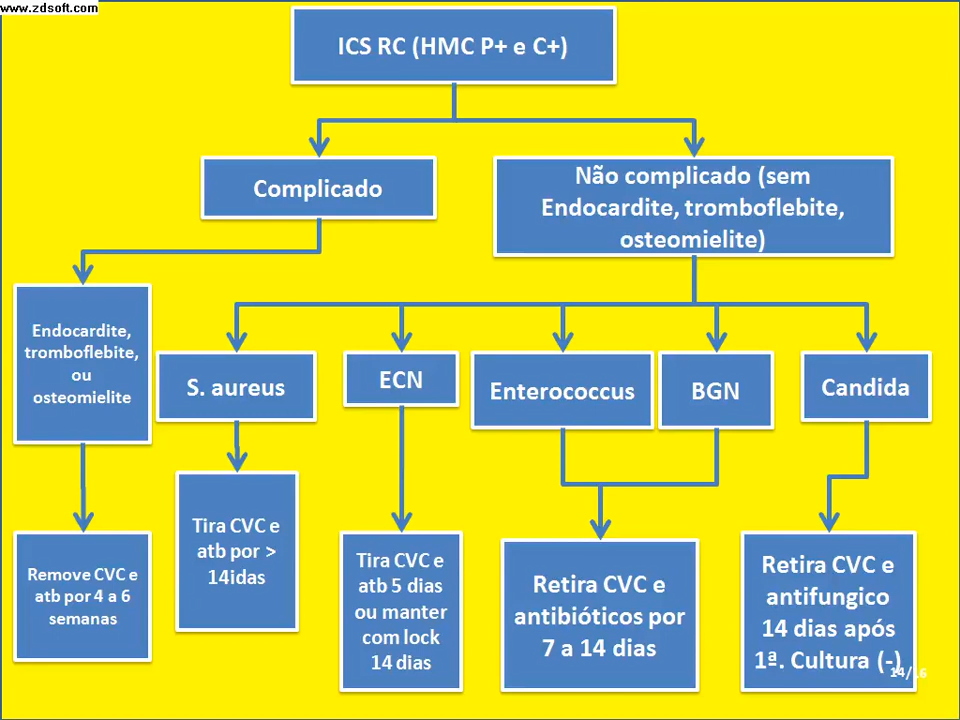 www.zdsoft.com
ICS RC (HMC P+ e C+)
Complicado
Não complicado (sem
Endocardite, tromboflebite,
osteomielite)
Endocardite,
tromboflebite,
ou
osteomielite
S. aureus
ECN
Enterococcus
BGN
Candida
Remove CVC e
atb por 4 a 6
semanas
Tira CVC e
atb por >
14idas
Tira CVC e
atb 5 dias
ou manter
com lock
14 dias
Retira CVC e
antibióticos por
7 a 14 dias
Retira CVC e
antifungico
14 dias após
1ª. Cultura (-)
14/16